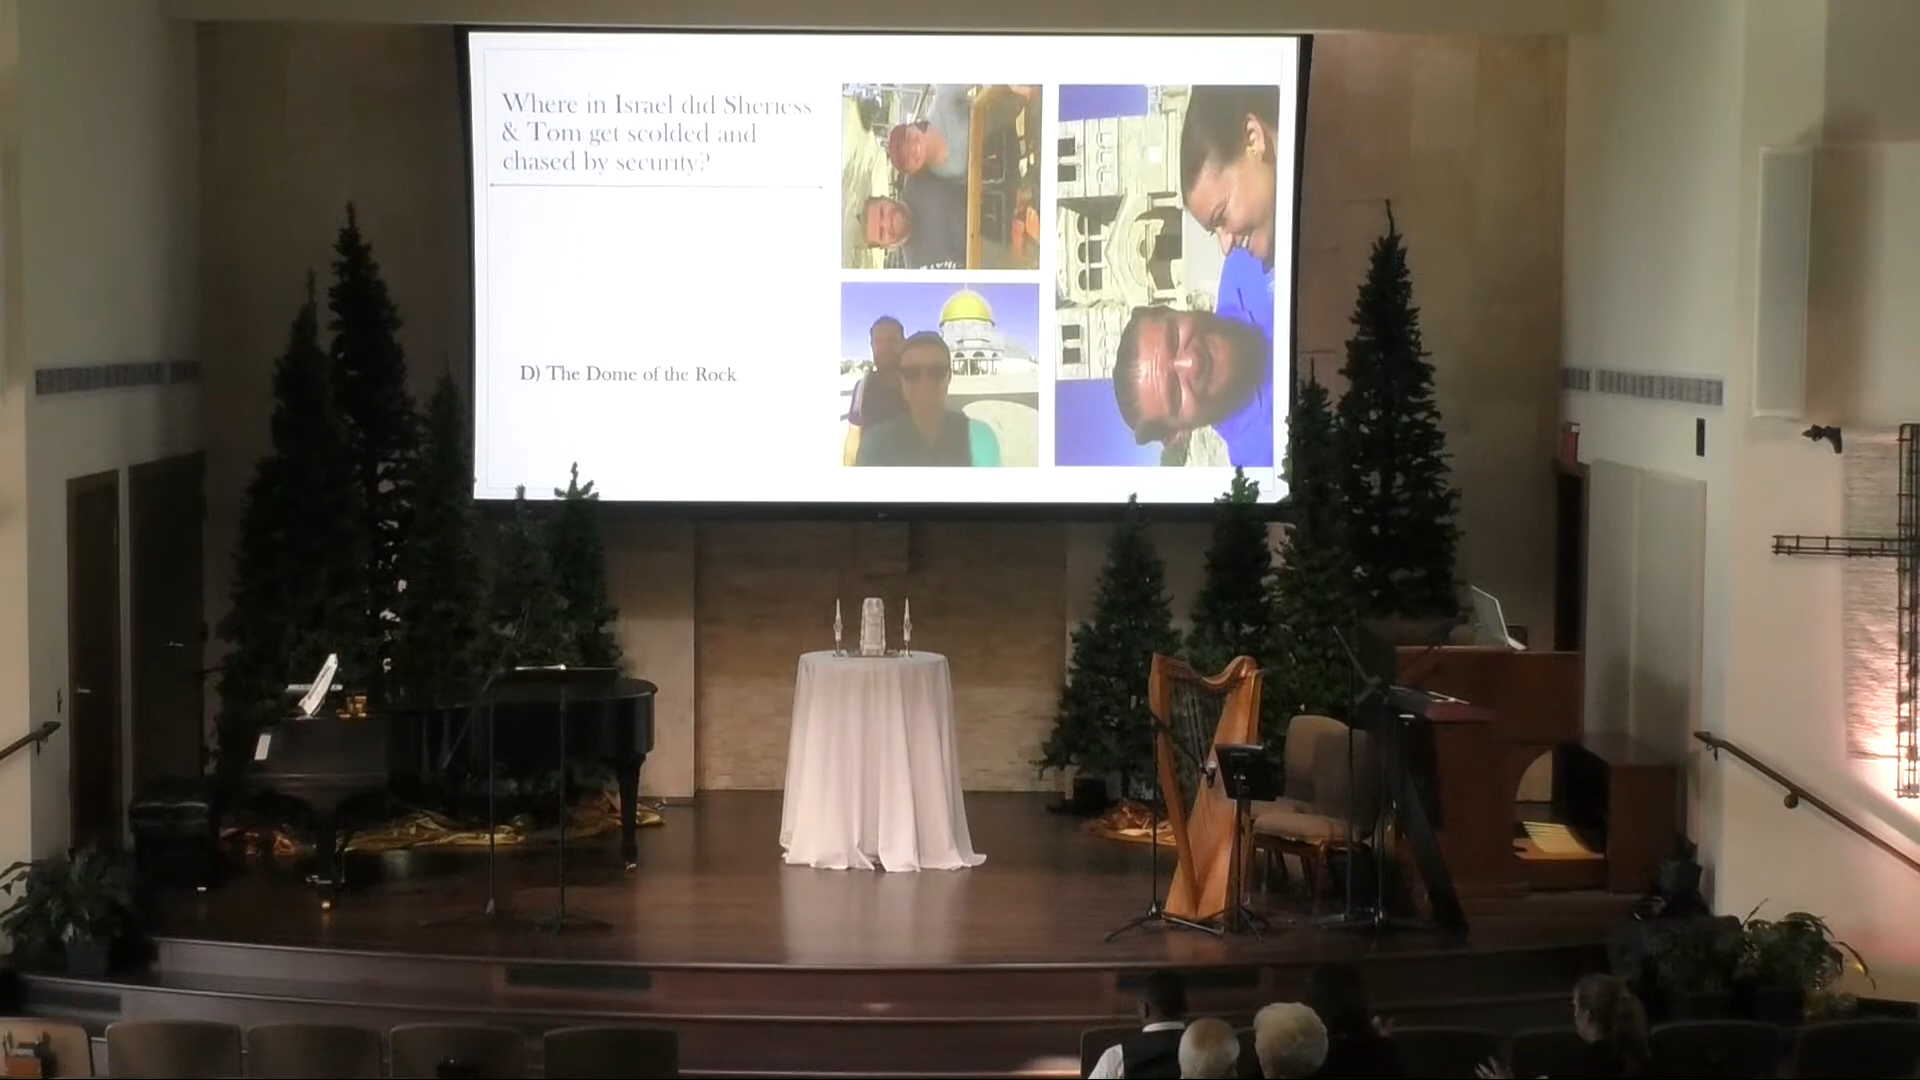 Where in Israel did Sheriess
& Tom get scolded and
chased by security?
D) The Dome of the Rock